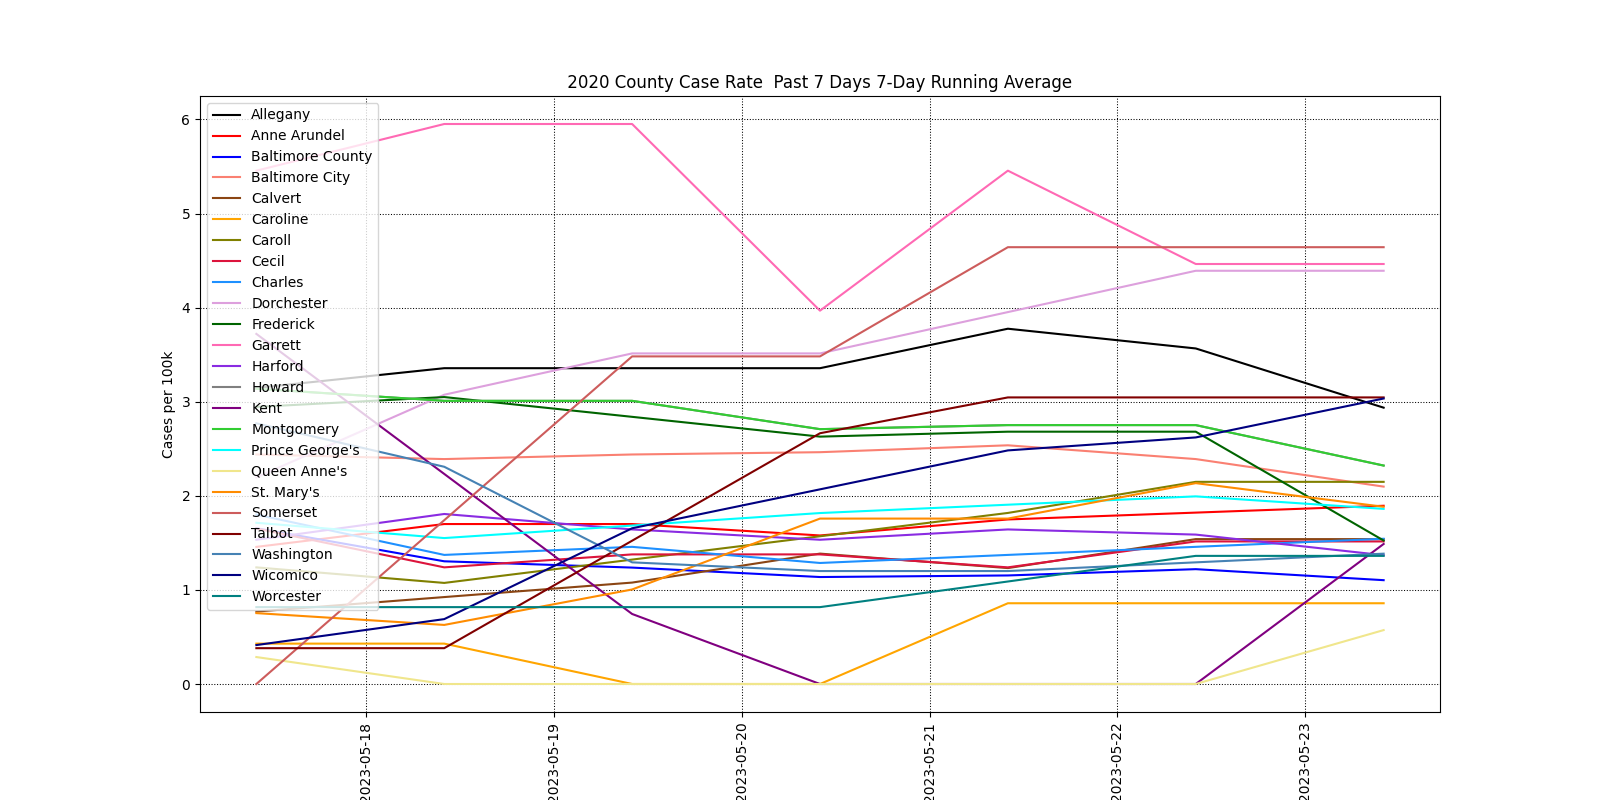 2020 County Case Rate  Past 7 Days 7-Day Running Average
Cases per 100k
6
5
4
3
2
1
0
Allegany
Anne Arundel
Baltimore County
Baltimore City
Calvert
Caroline
Caroll
Cecil
Charles
Dorchester
Frederick
Garrett
Harford
Howard
Kent
Montgomery
Prince George's
Queen Anne's
St. Mary's
Somerset
Talbot
Washington
Wicomico
Worcester
2023-05-18
2023-05-19
2023-05-20
2023-05-21
2023-05-22
2023-05-23